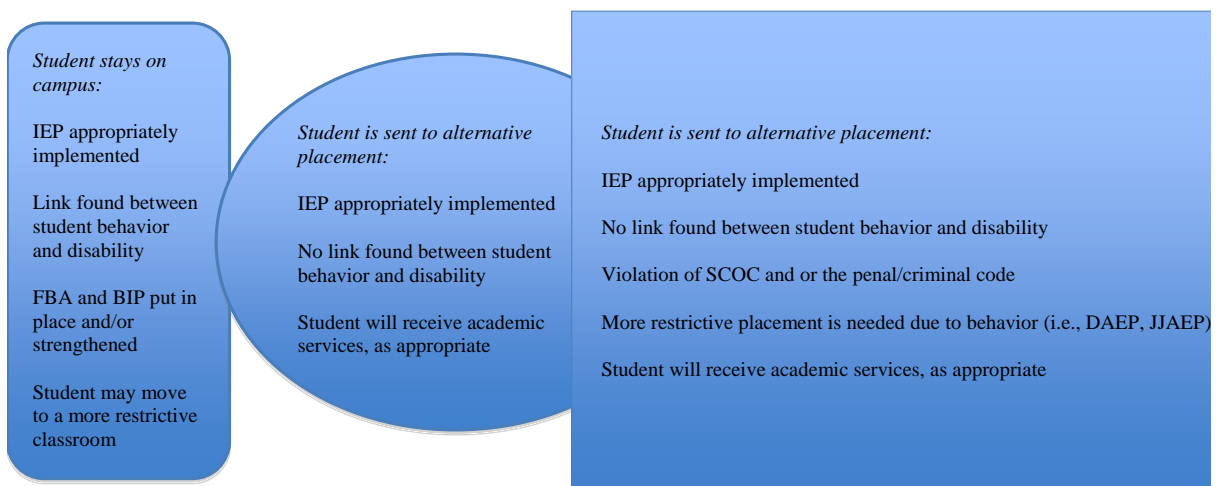 Student stays on
campus:
IEP appropriately
implemented
Link found between
student behavior
and disability
FBA and BIP put in
place and/or
strengthened
Student may move
to a more restrictive
classroom
Student is sent to alternative
placement:
IEP appropriately implemented
No link found between student
behavior and disability
Student will receive academic
services, as appropriate
Student is sent to alternative placement:
IEP appropriately implemented
No link found between student behavior and disability
Violation of SCOC and or the penal/criminal code
More restrictive placement is needed due to behavior (i.e., DAEP, JJAEP)
Student will receive academic services, as appropriate